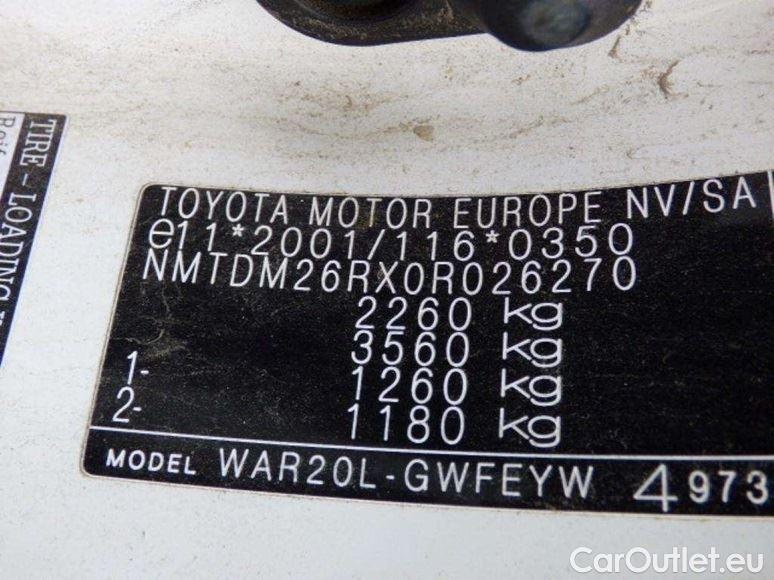 TIRE - LOADING
TOYOTA MOTOR EUROPE NV/SA
e11*2001/116*0350
NMTDM26RX0R026270
2260 kg
3560 kg
1- 1260 kg
2- 1180 kg
MODEL WAR20L-GWFEYW 4973
CarOutlet.eu